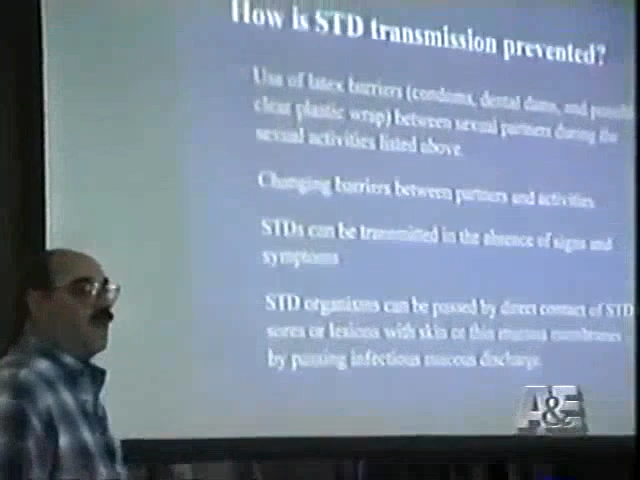 How is STD transmission prevented?
Use of latex barriers (condoms, dental dams, and
clear plastic wrap) between sexual partners during the
sexual activities listed above.
Changing barriers between partners and activities.
STDs can be transmitted in the absence of signs and
symptoms
STD organisms can be passed by direct contact of STD
sores or lesions with skin or thin mucous membranes
by passing infectious mucous discharge.
A&E